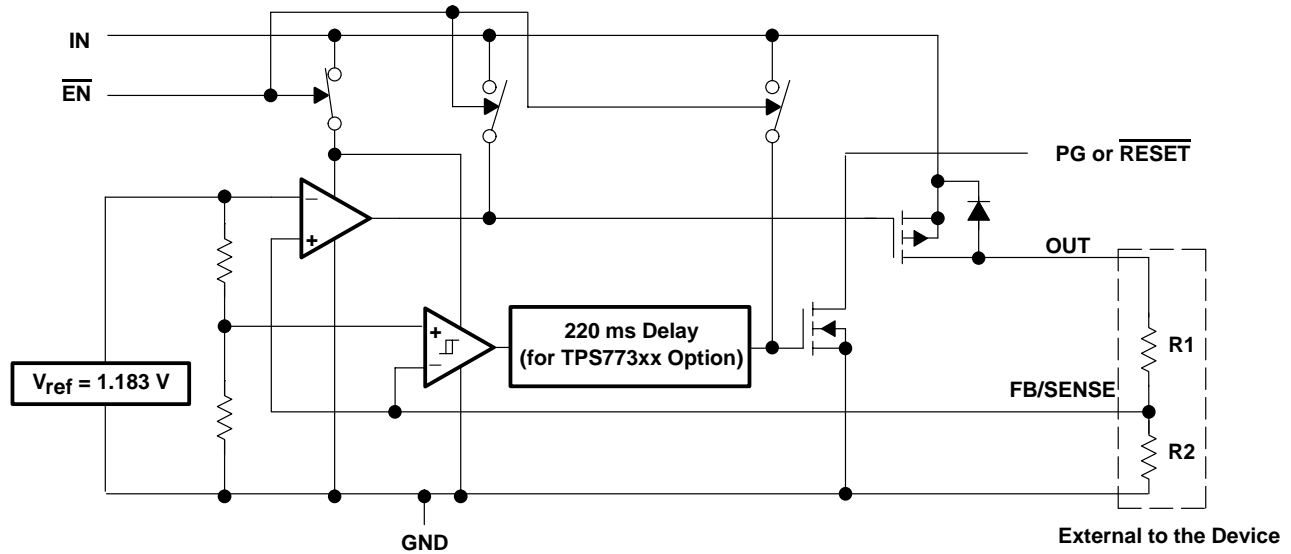 IN
EN
PG or RESET
OUT
220 ms Delay
(for TPS773xx Option)
R1
Vref = 1.183 V
FB/SENSE
R2
GND
External to the Device